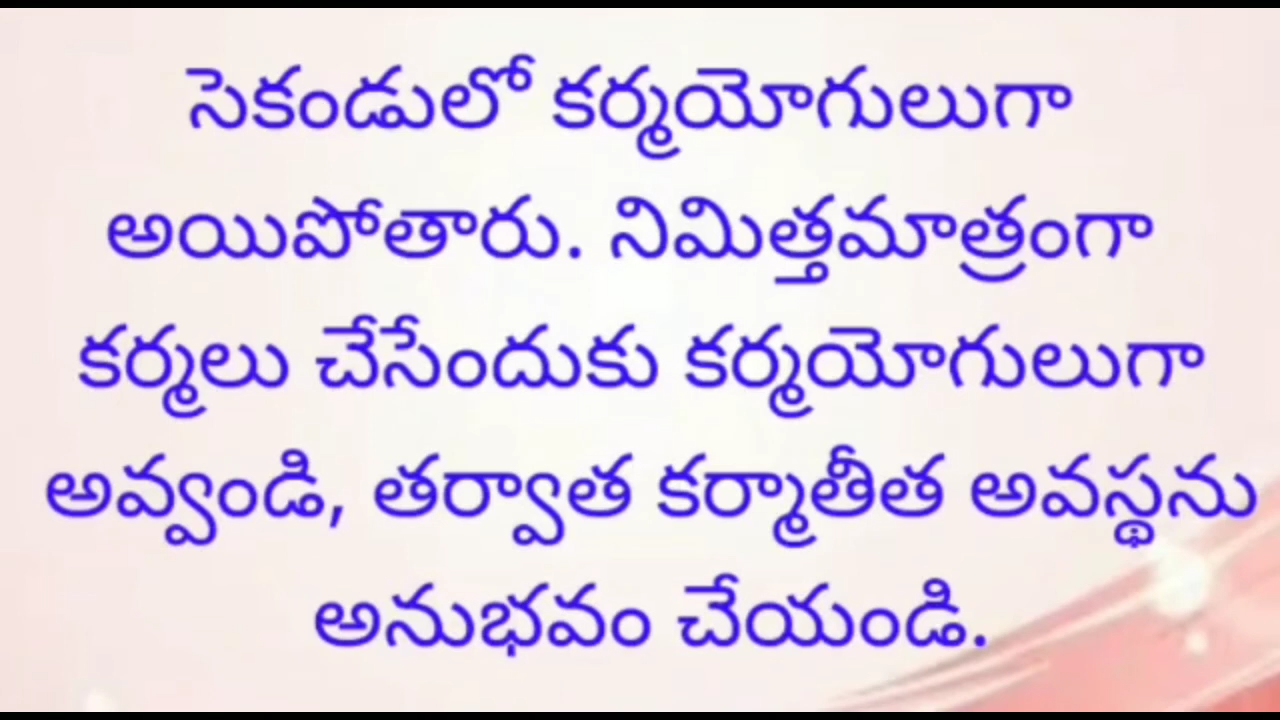 సెకండులో కర్మయోగులుగా
అయిపోతారు. నిమిత్తమాత్రంగా
కర్మలు చేసేందుకు కర్మయోగులుగా
అవ్వండి, తర్వాత కర్మాతీత అవస్థను
అనుభవం చేయండి.